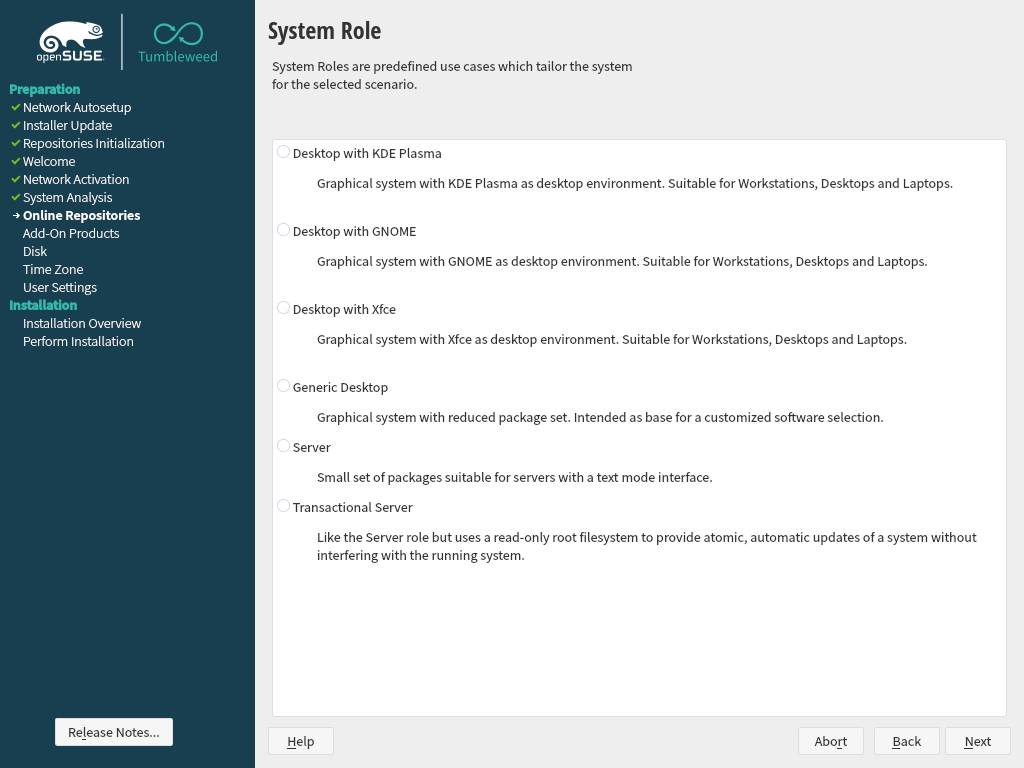 openSUSE
Tumbleweed
Preparation
Network Autosetup
Installer Update
Repositories Initialization
Welcome
Network Activation
System Analysis
Online Repositories
Add-On Products
Disk
Time Zone
User Settings
Installation
Installation Overview
Perform Installation
Release Notes...
System Role
System Roles are predefined use cases which tailor the system
for the selected scenario.
Desktop with KDE Plasma
Graphical system with KDE Plasma as desktop environment. Suitable for Workstations, Desktops and Laptops.
Desktop with GNOME
Graphical system with GNOME as desktop environment. Suitable for Workstations, Desktops and Laptops.
Desktop with Xfce
Graphical system with Xfce as desktop environment. Suitable for Workstations, Desktops and Laptops.
Generic Desktop
Graphical system with reduced package set. Intended as base for a customized software selection.
Server
Small set of packages suitable for servers with a text mode interface.
Transactional Server
Like the Server role but uses a read-only root filesystem to provide atomic, automatic updates of a system without
interfering with the running system.
Help
Abort
Back
Next